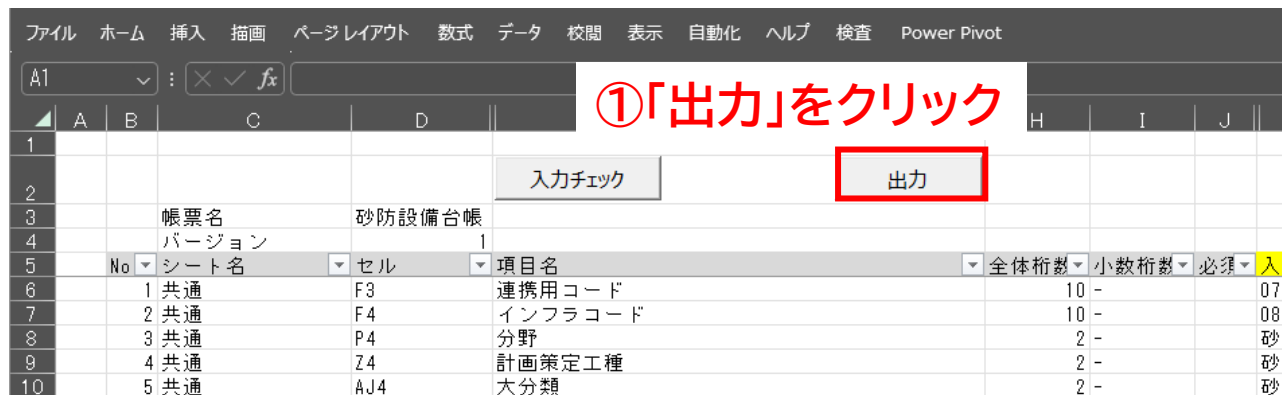 ファイル ホーム 挿入 描画 ページ レイアウト 数式 データ 校閲 表示 自動化 ヘルプ 検査 Power Pivot
A1 fx
①「出力」をクリック
A B C D H I J
1
2 入力チェック 出力
3 帳票名 砂防設備台帳
4 バージョン 1
5 No シート名 セル 項目名 全体桁数 小数桁数 必須 入
6 1 共通 F3 連携用コード 10 - 07
7 2 共通 F4 インフラコード 10 - 08
8 3 共通 P4 分野 2 - 砂
9 4 共通 Z4 計画策定工種 2 - 砂
10 5 共通 AJ4 大分類 2 - 砂